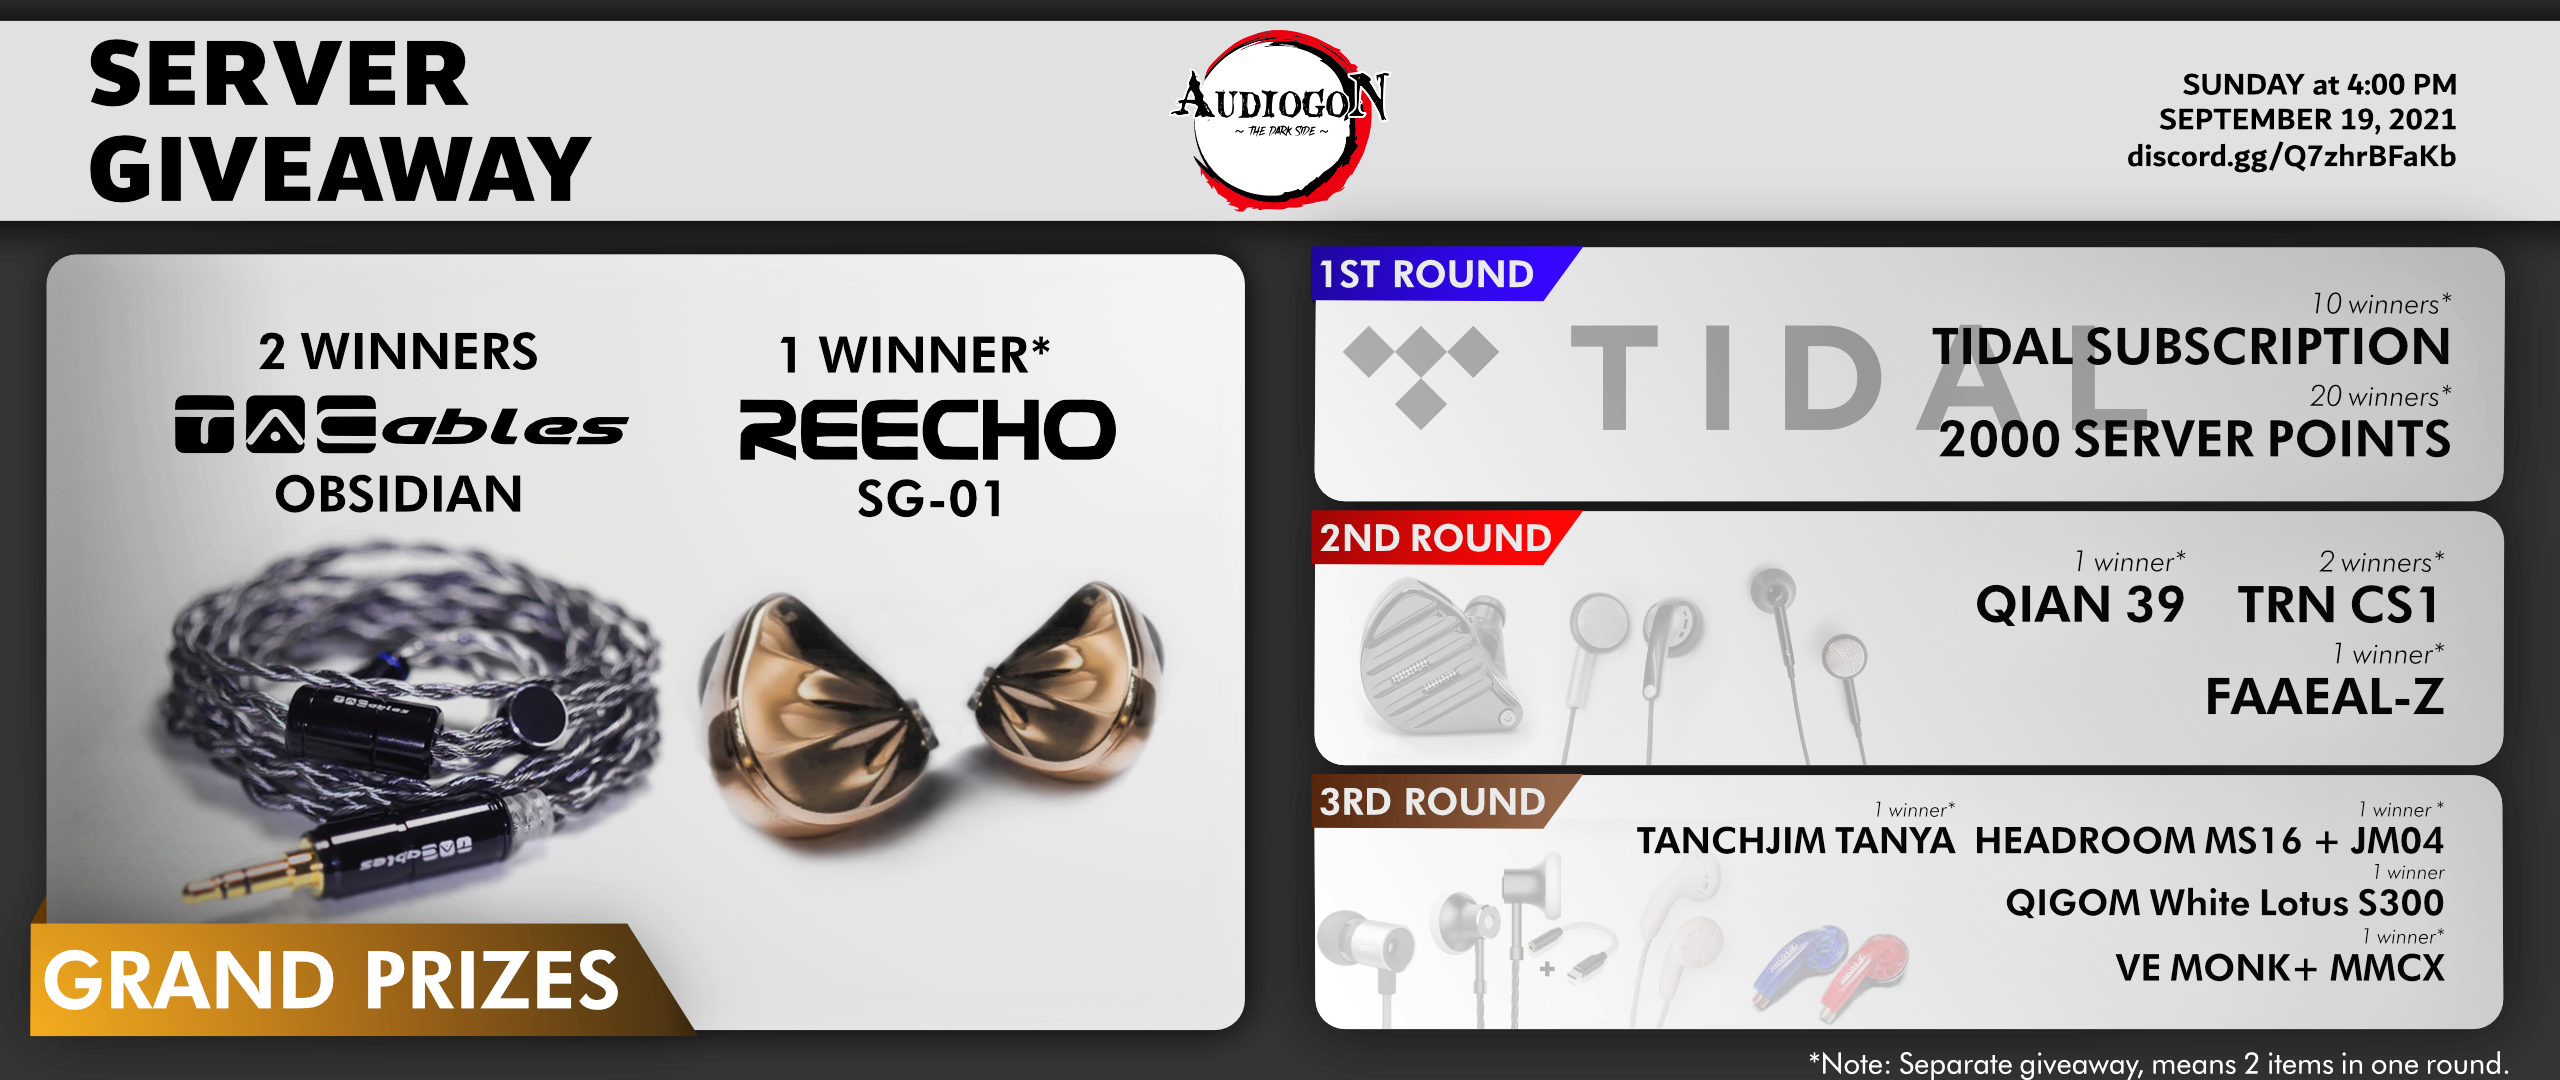 SERVER
GIVEAWAY
AUDIOGON
~ THE DARK SIDE ~
SUNDAY at 4:00 PM
SEPTEMBER 19, 2021
discord.gg/Q7zhrBFaKb
2 WINNERS
TACables
OBSIDIAN
1 WINNER*
REECHO
SG-01
TACables
TACables
GRAND PRIZES
1ST ROUND
TIDAL
10 winners*
TIDAL SUBSCRIPTION
20 winners*
2000 SERVER POINTS
2ND ROUND
1 winner*
QIAN 39
2 winners*
TRN CS1
1 winner*
FAAEAL-Z
3RD ROUND
1 winner*
TANCHJIM TANYA
1 winner *
HEADROOM MS16 + JM04
1 winner
QIGOM White Lotus S300
1 winner*
VE MONK+ MMCX
+
*Note: Separate giveaway, means 2 items in one round.